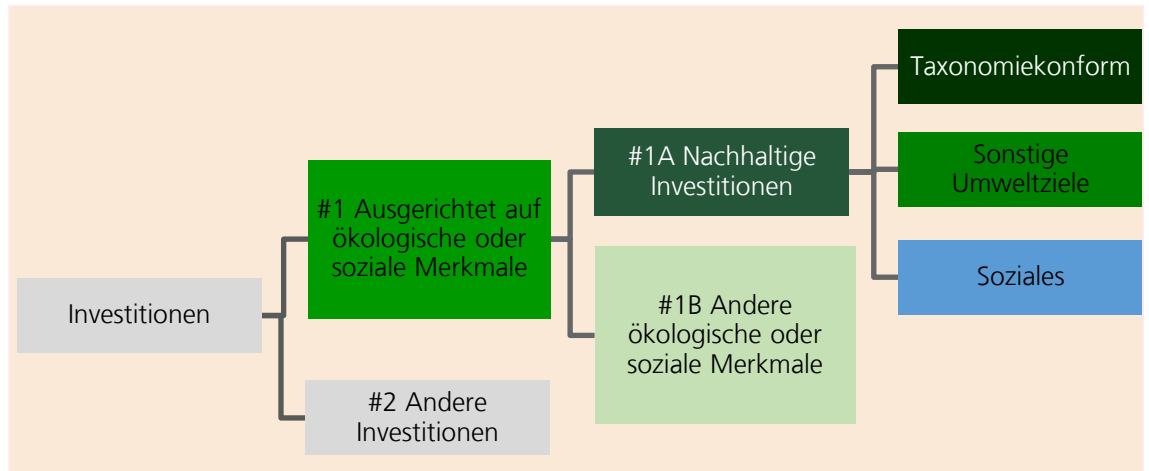 Investitionen
#1 Ausgerichtet auf
ökologische oder
soziale Merkmale
#2 Andere
Investitionen
#1A Nachhaltige
Investitionen
#1B Andere
ökologische oder
soziale Merkmale
Taxonomiekonform
Sonstige
Umweltziele
Soziales